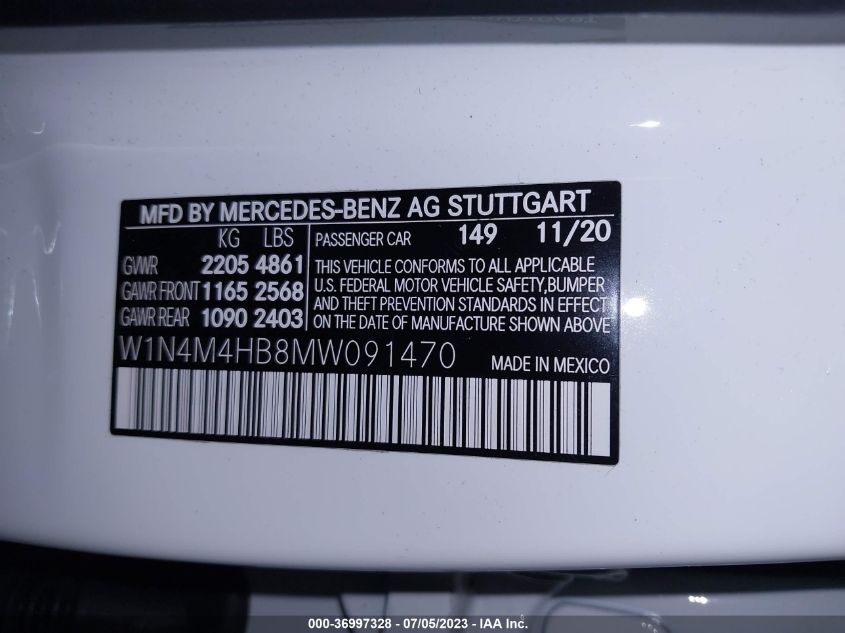 MFD BY MERCEDES-BENZ AG STUTTGART
KG LBS
GVWR 2205 4861
GAWR FRONT 1165 2568
GAWR REAR 1090 2403
PASSENGER CAR 149 11/20
THIS VEHICLE CONFORMS TO ALL APPLICABLE
U.S. FEDERAL MOTOR VEHICLE SAFETY,BUMPER
AND THEFT PREVENTION STANDARDS IN EFFECT
ON THE DATE OF MANUFACTURE SHOWN ABOVE
W1N4M4HB8MW091470 MADE IN MEXICO
000-36997328 - 07/05/2023 - IAA Inc.